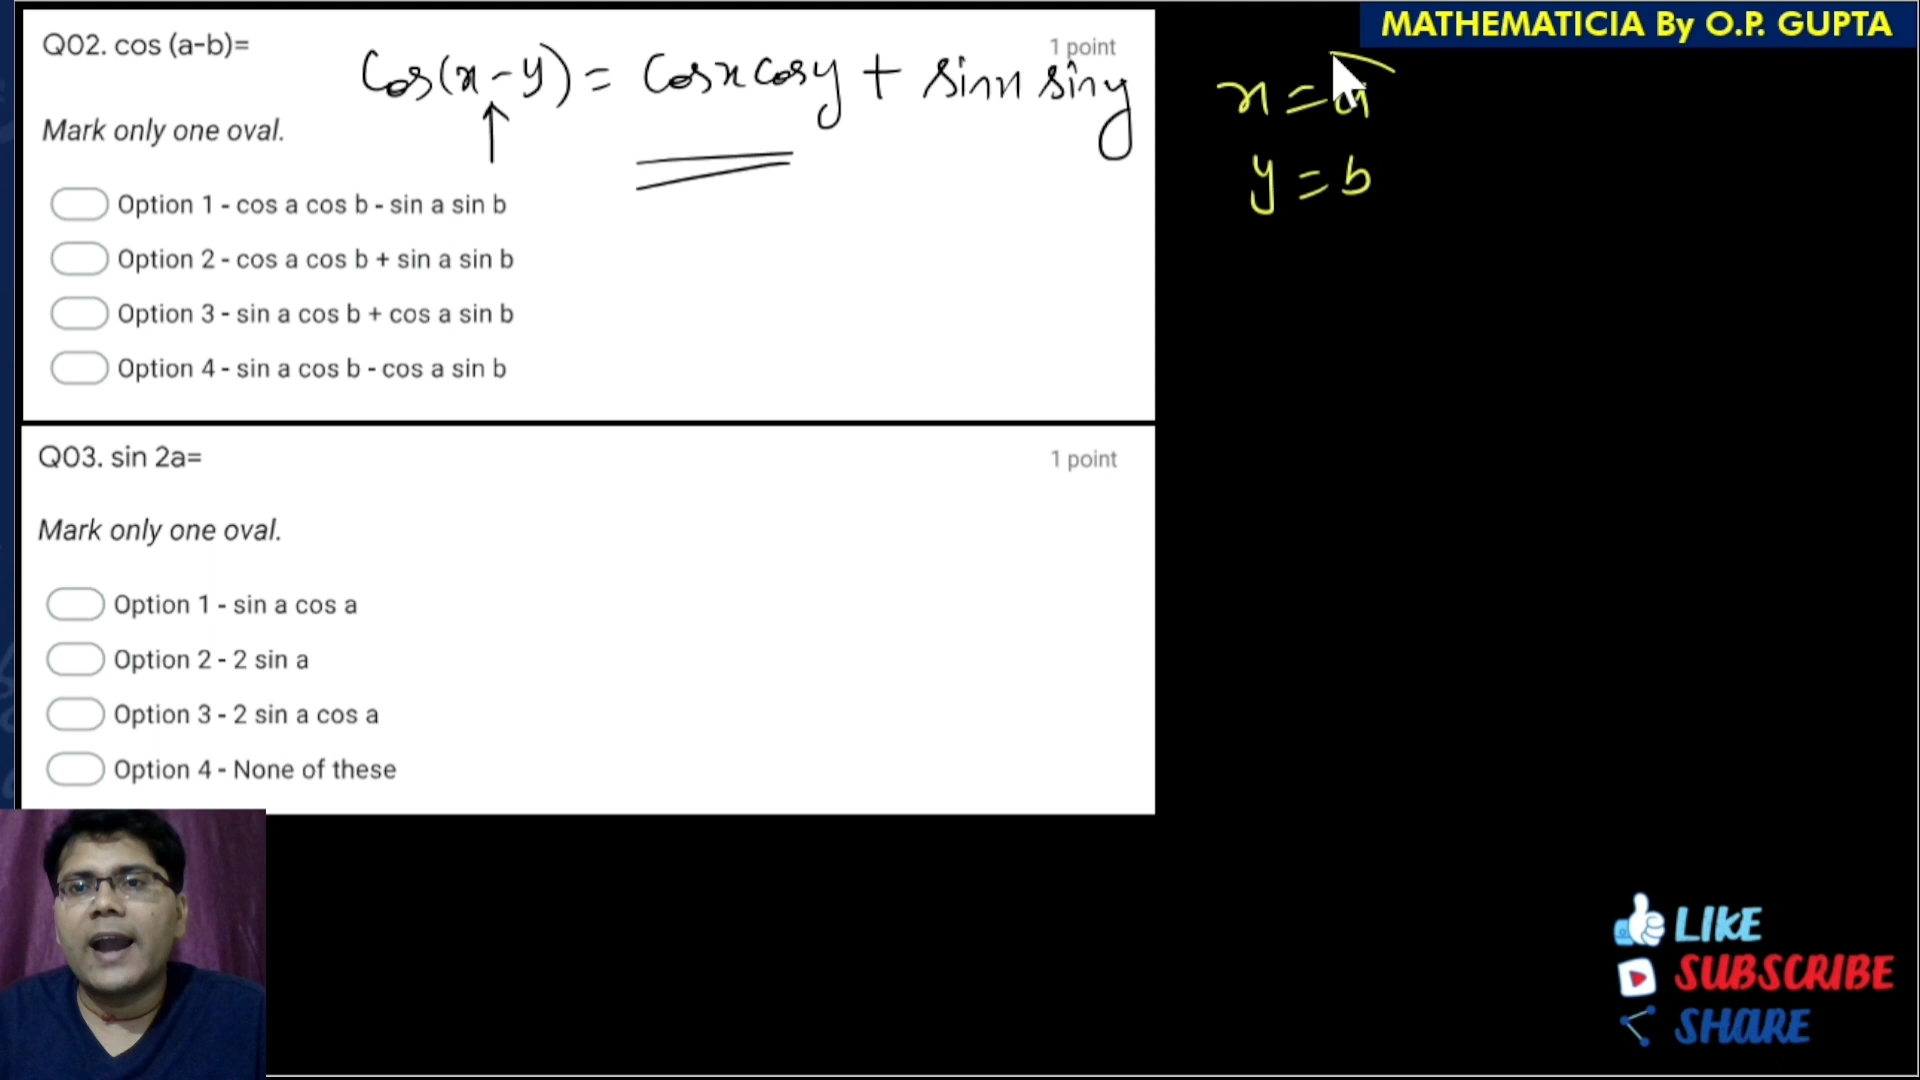 MATHEMATICIA By O.P. GUPTA
Q02. cos (a-b)=
1 point
Cos(x-y) = Cosx Cosy + sinx siny
x = a
y = b
Mark only one oval.
Option 1 - cos a cos b - sin a sin b
Option 2 - cos a cos b + sin a sin b
Option 3 - sin a cos b + cos a sin b
Option 4 - sin a cos b - cos a sin b
Q03. sin 2a=
1 point
Mark only one oval.
Option 1 - sin a cos a
Option 2 - 2 sin a
Option 3 - 2 sin a cos a
Option 4 - None of these
LIKE
SUBSCRIBE
SHARE